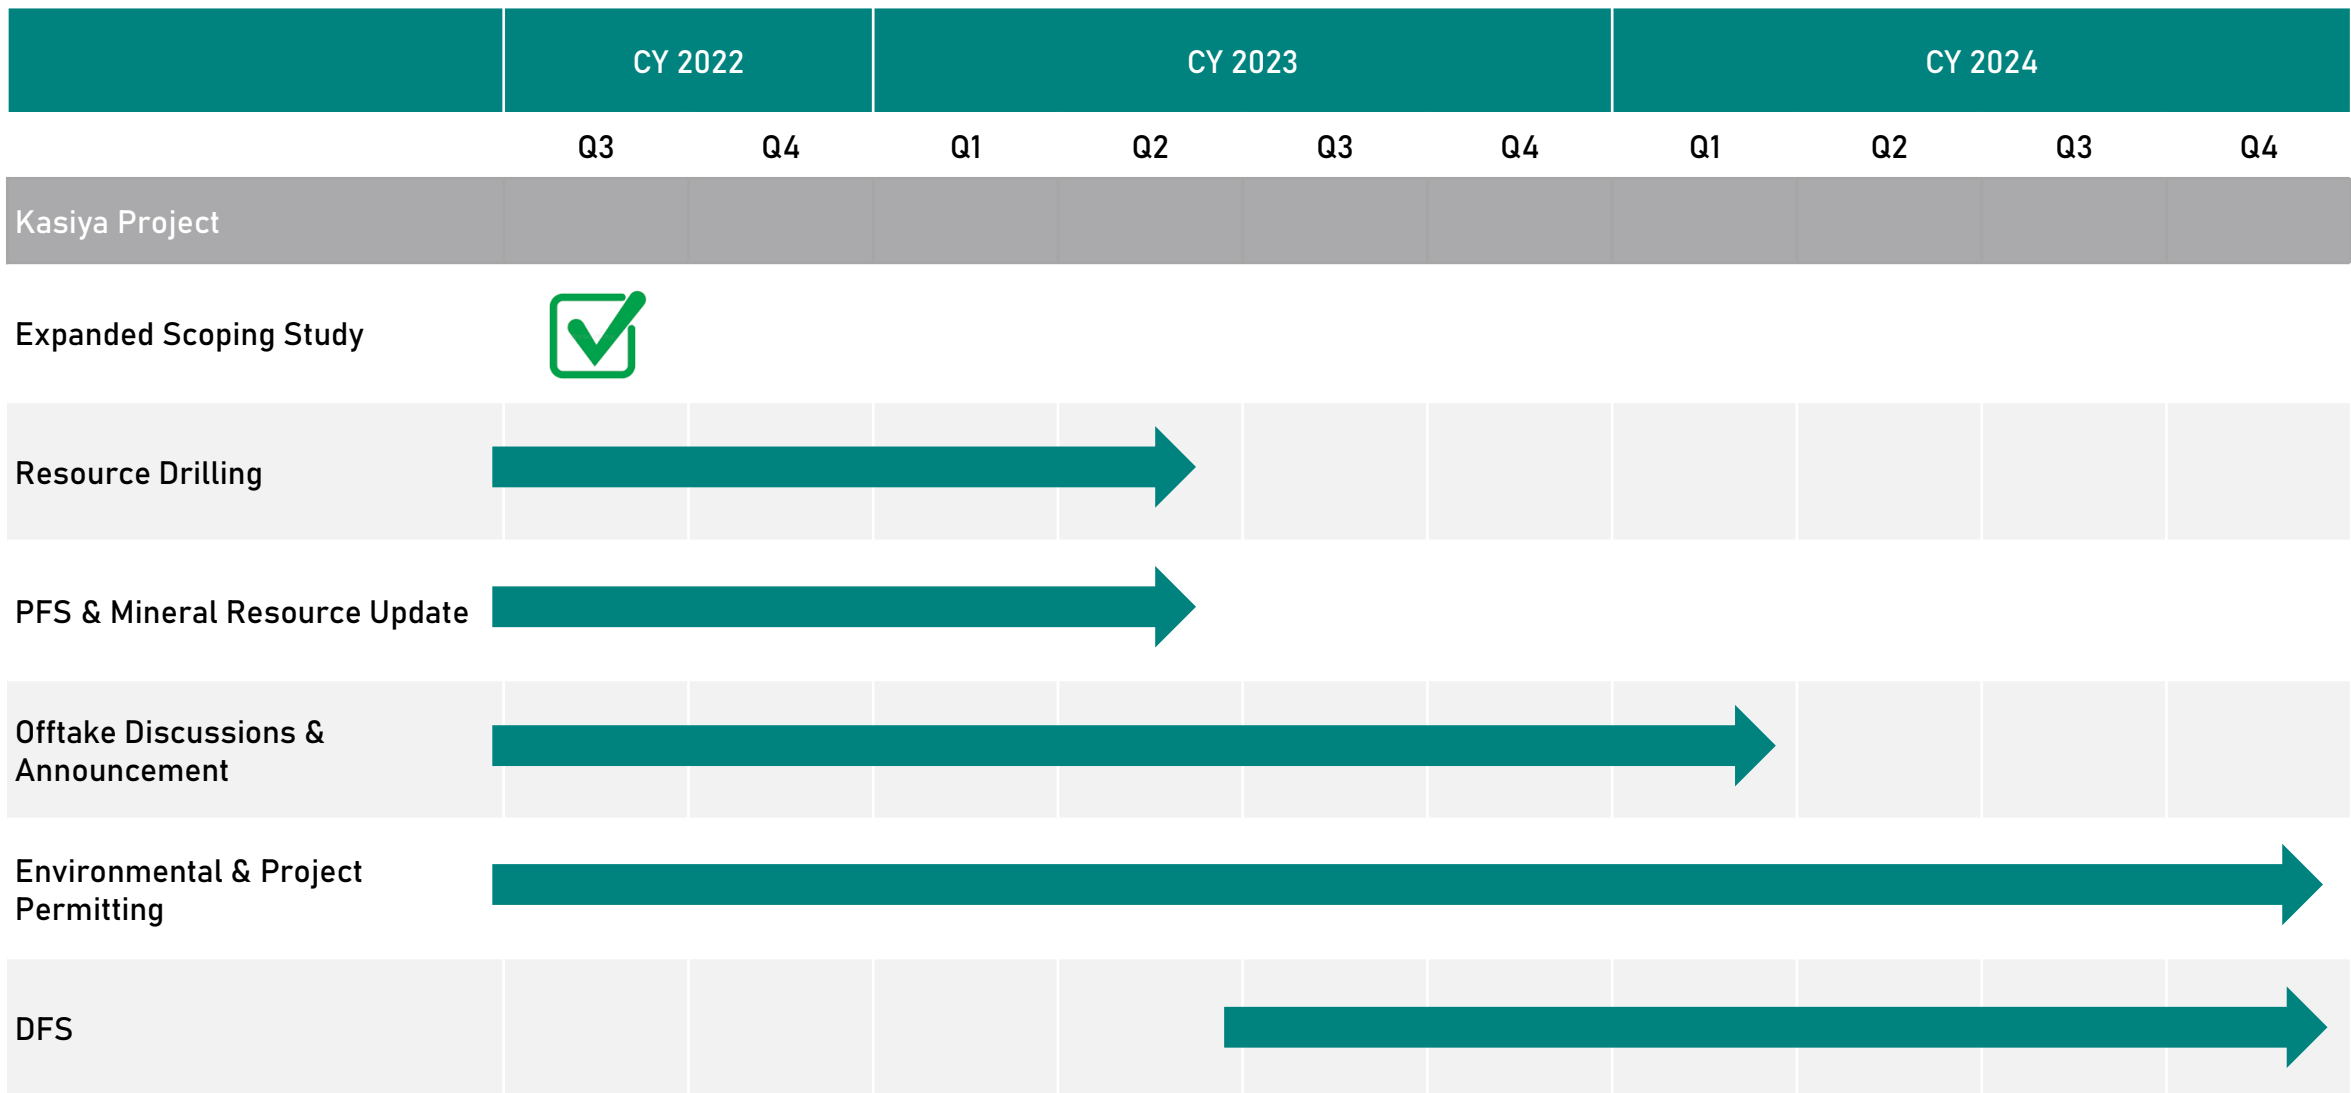 CY 2022 CY 2023 CY 2024
Q3 Q4 Q1 Q2 Q3 Q4 Q1 Q2 Q3 Q4
Kasiya Project
Expanded Scoping Study
Resource Drilling
PFS & Mineral Resource Update
Offtake Discussions &
Announcement
Environmental & Project
Permitting
DFS